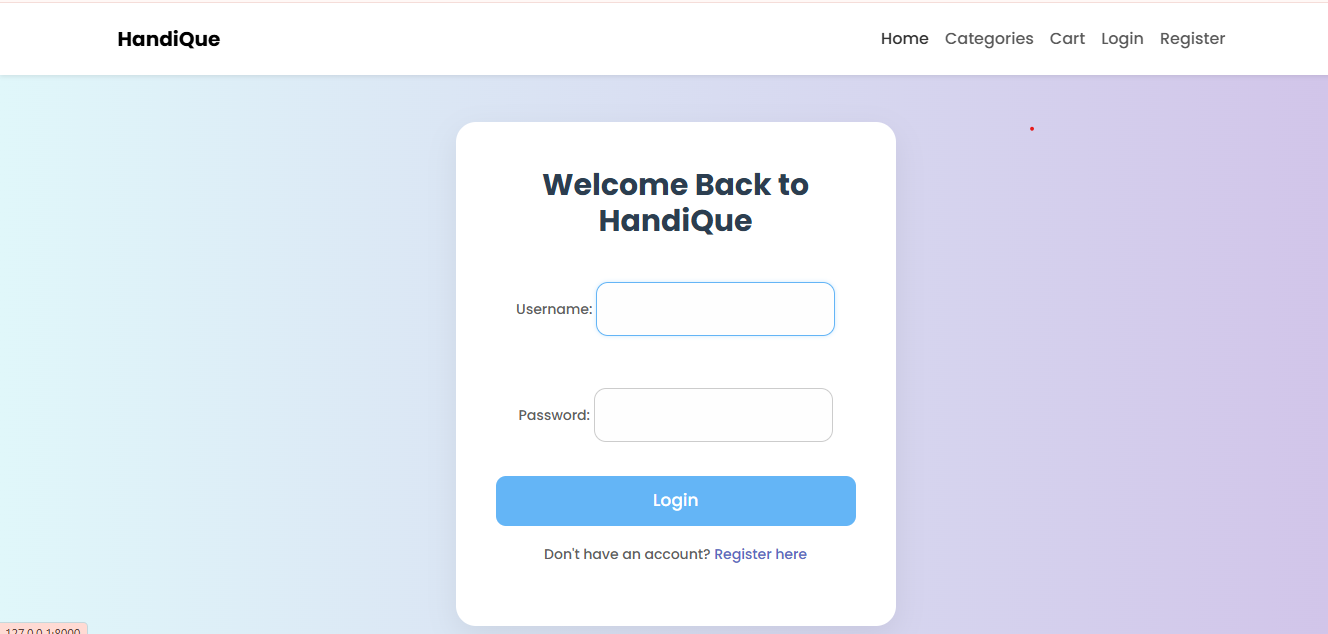 HandiQue
Home Categories Cart Login Register
Welcome Back to
HandiQue
Username:
Password:
Login
Don't have an account? Register here
127.0.0.1:8000